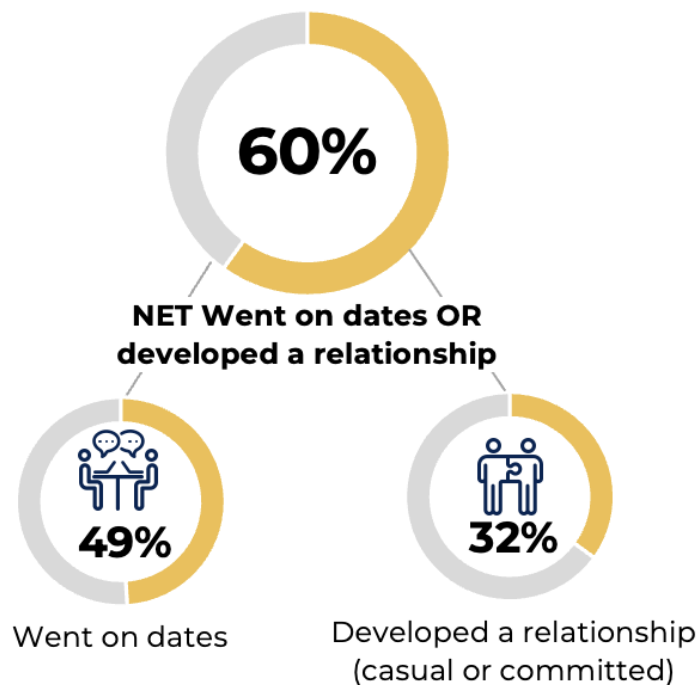 60%
NET Went on dates OR
developed a relationship
49%
32%
Went on dates
Developed a relationship
(casual or committed)